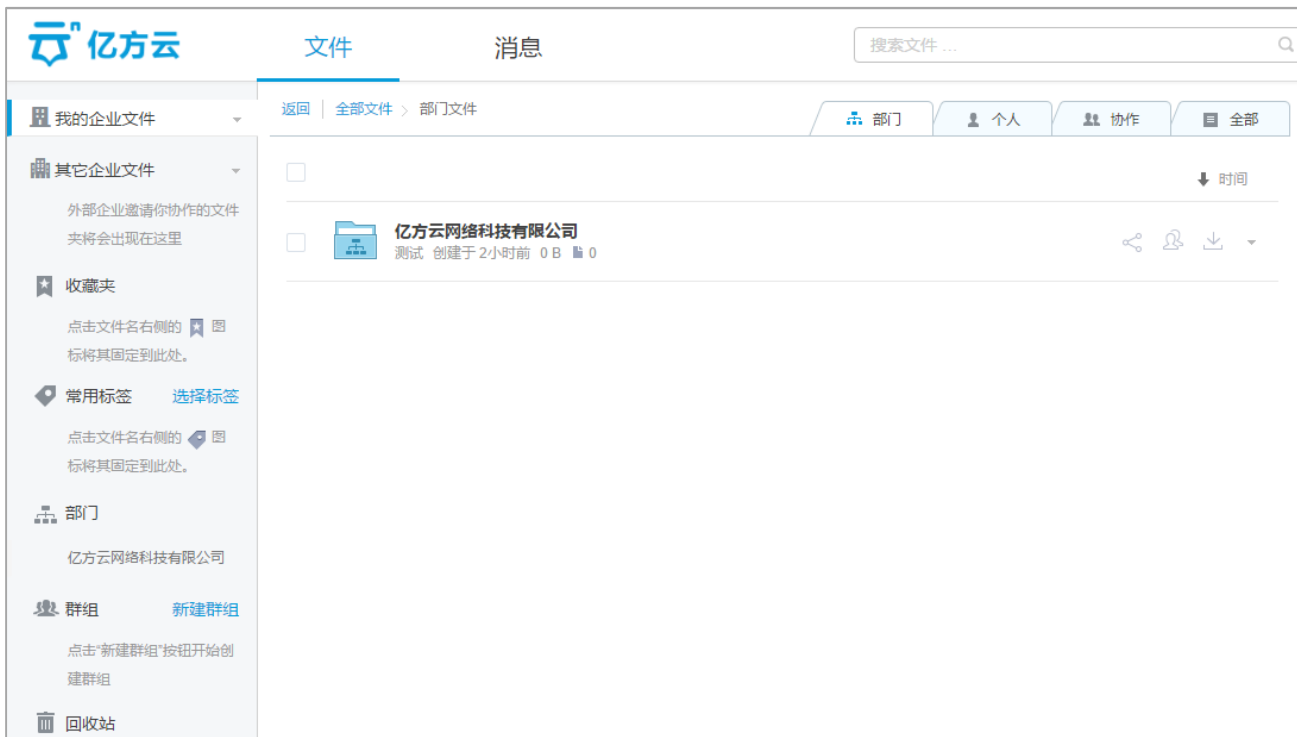 亿方云
文件
消息
搜索文件 ...
我的企业文件
其它企业文件
外部企业邀请你协作的文件
夹将会出现在这里
收藏夹
点击文件名右侧的 图
标将其固定到此处。
常用标签 选择标签
点击文件名右侧的 图
标将其固定到此处。
部门
亿方云网络科技有限公司
群组 新建群组
点击“新建群组”按钮开始创
建群组
回收站
返回 | 全部文件 > 部门文件
部门 个人 协作 全部
时间
亿方云网络科技有限公司
测试 创建于 2小时前 0 B 0